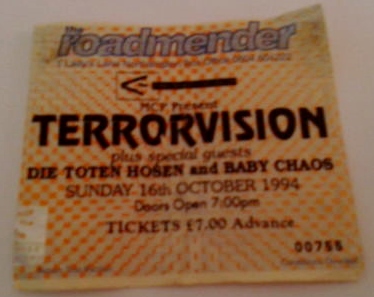 the
roadmender
MCP Present
TERRORVISION
plus special guests
DIE TOTEN HOSEN and BABY CHAOS
SUNDAY 16th OCTOBER 1994
Doors Open 7:00pm
TICKETS £7.00 Advance
00755